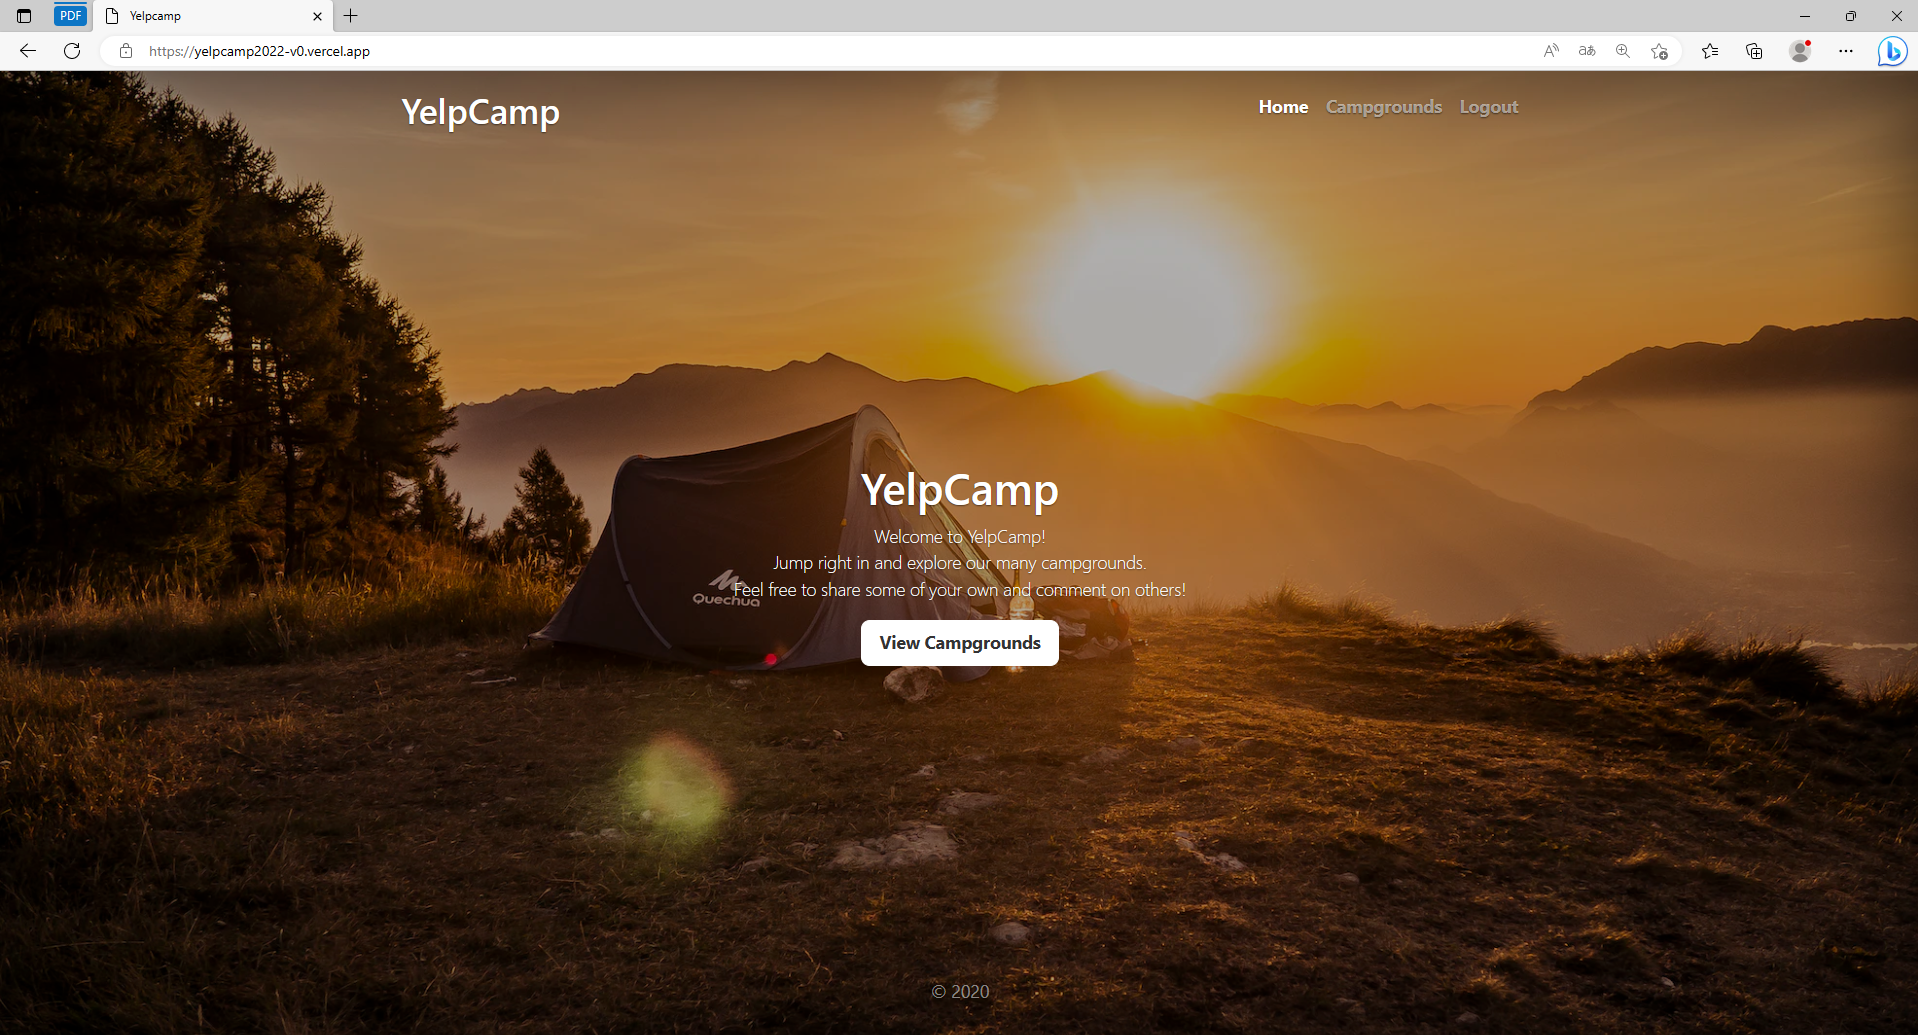 PDF
Yelpcamp
https://yelpcamp2022-v0.vercel.app
YelpCamp
Home Campgrounds Logout
YelpCamp
Welcome to YelpCamp!
Jump right in and explore our many campgrounds.
Feel free to share some of your own and comment on others!
Quechua
View Campgrounds
© 2020